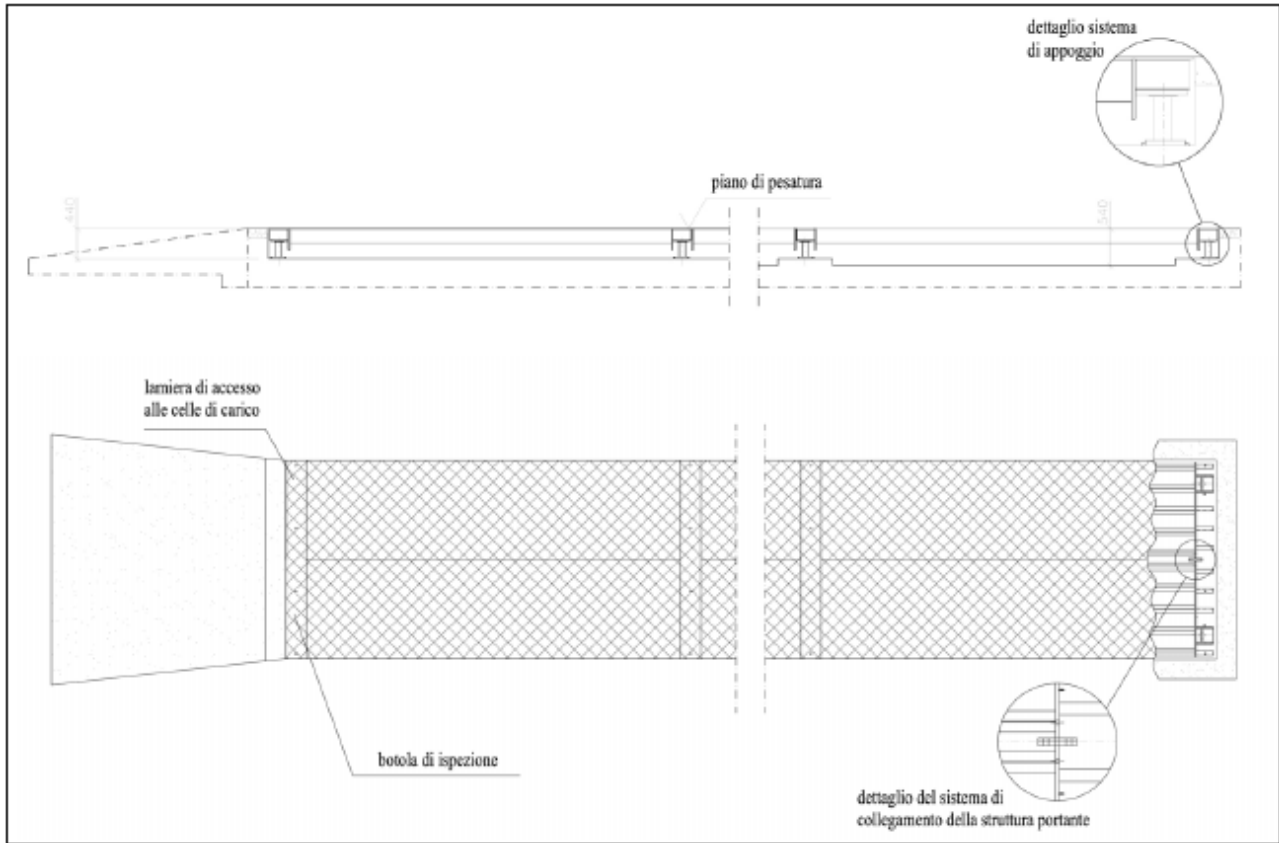 dettaglio sistema
di appoggio
piano di pesatura
440
540
lamiera di accesso
alle celle di carico
botola di ispezione
dettaglio del sistema di
collegamento della struttura portante